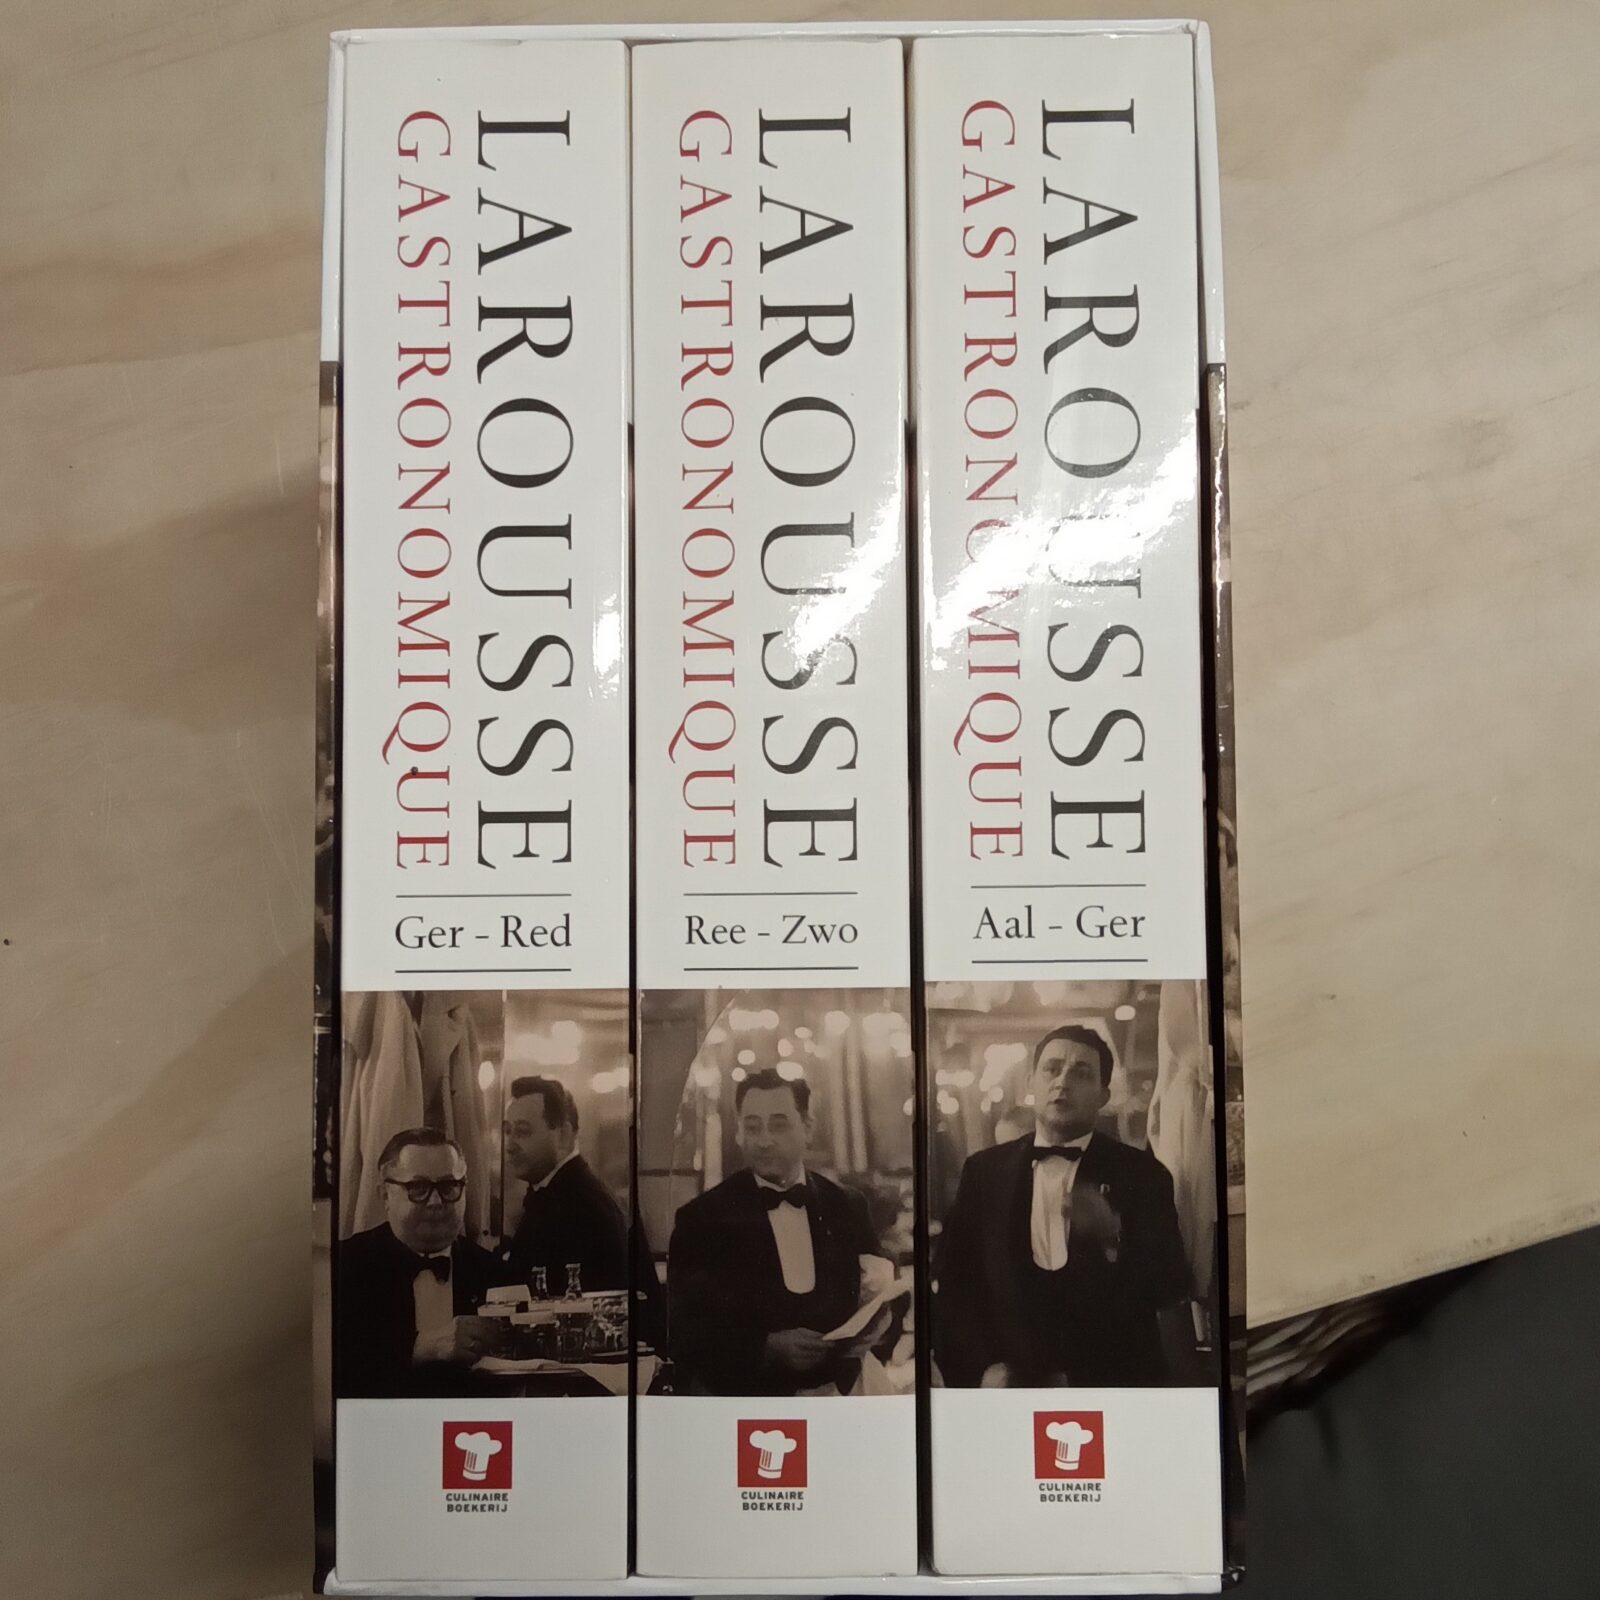 LAROUSSE
GASTRONOMIQUE
Ger - Red
CULINAIRE
BOEKERIJ
LAROUSSE
GASTRONOMIQUE
Ree - Zwo
CULINAIRE
BOEKERIJ
LAROUSSE
GASTRONOMIQUE
Aal - Ger
CULINAIRE
BOEKERIJ